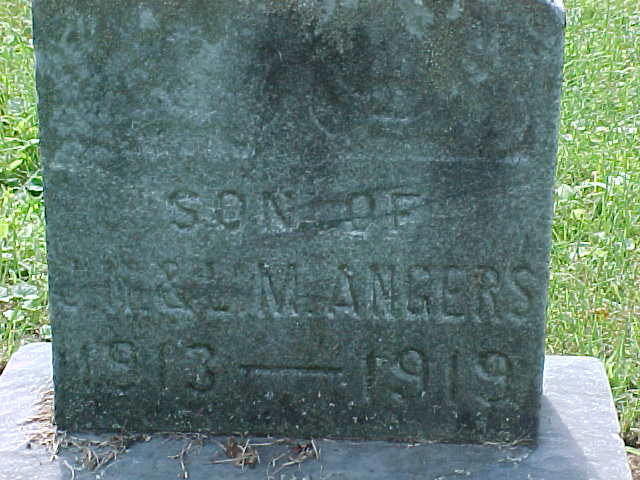 SON OF
& M. ANGERS
1913 — 1919